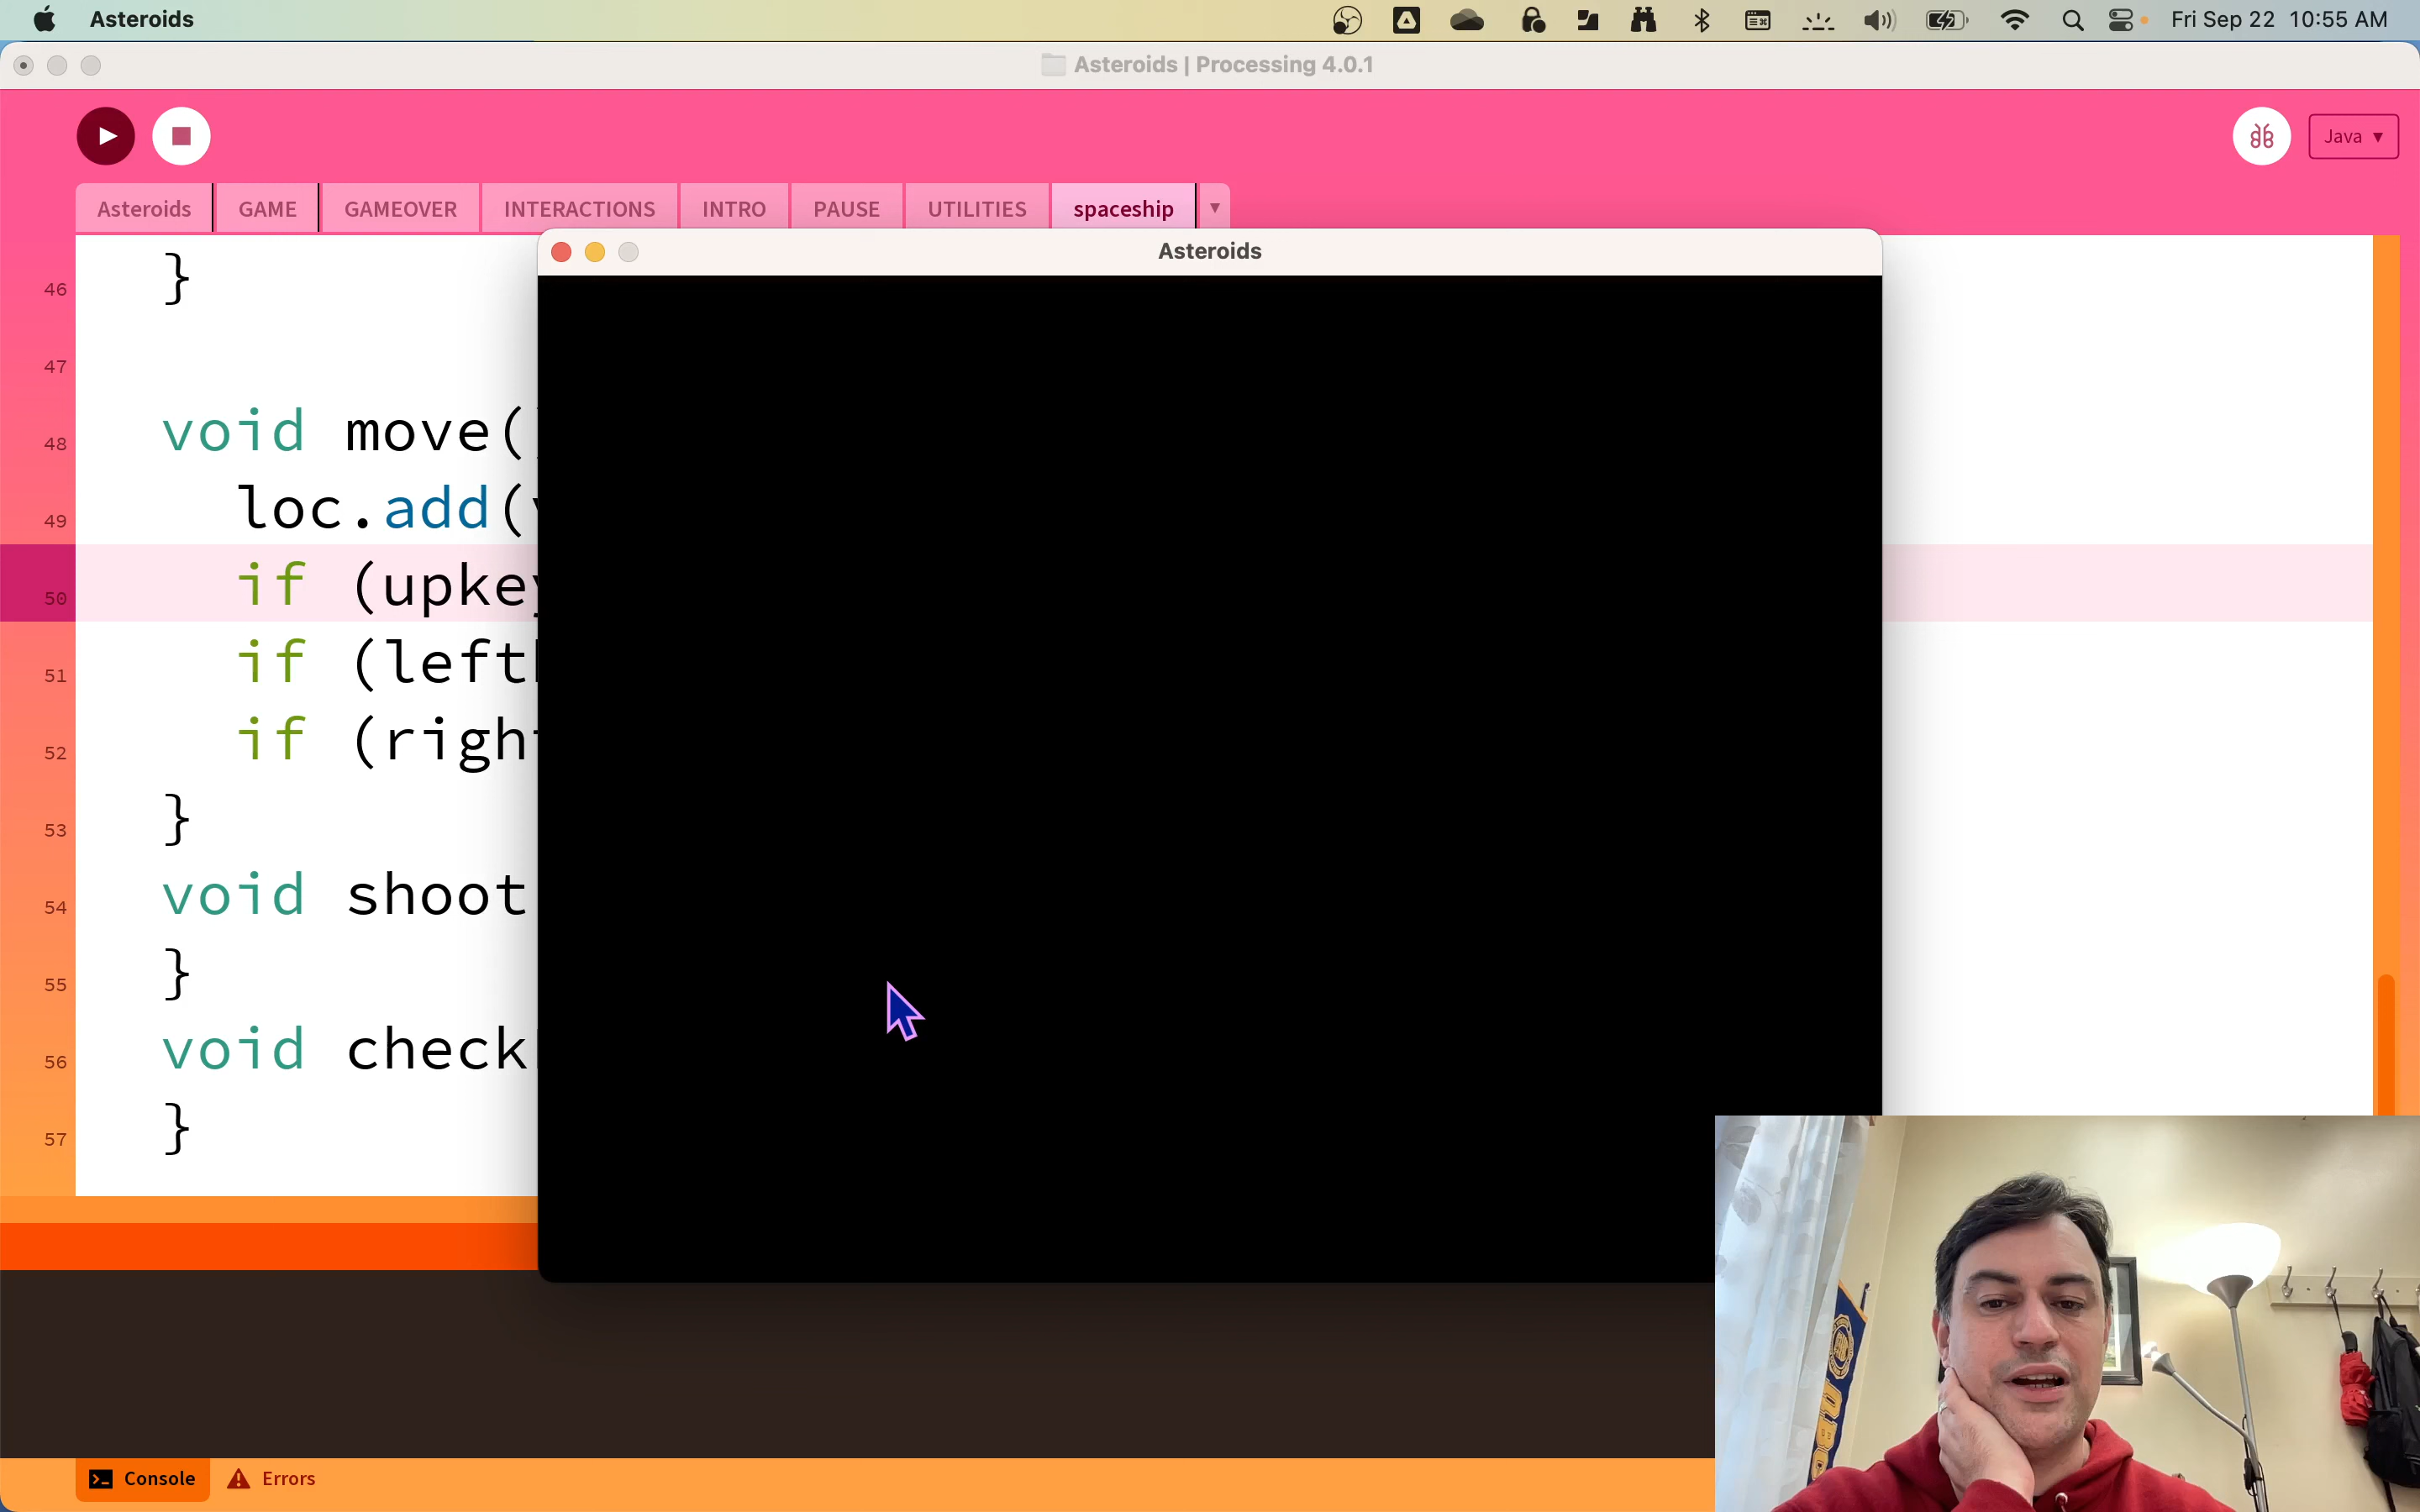 Asteroids
Fri Sep 22 10:55 AM
Asteroids | Processing 4.0.1
Java
Asteroids GAME GAMEOVER INTERACTIONS INTRO PAUSE UTILITIES spaceship
Asteroids
46 }
47
48 void move(
49 loc.add(
50 if (upkey
51 if (left
52 if (righ
53 }
54 void shoot
55 }
56 void check
57 }
Console Errors